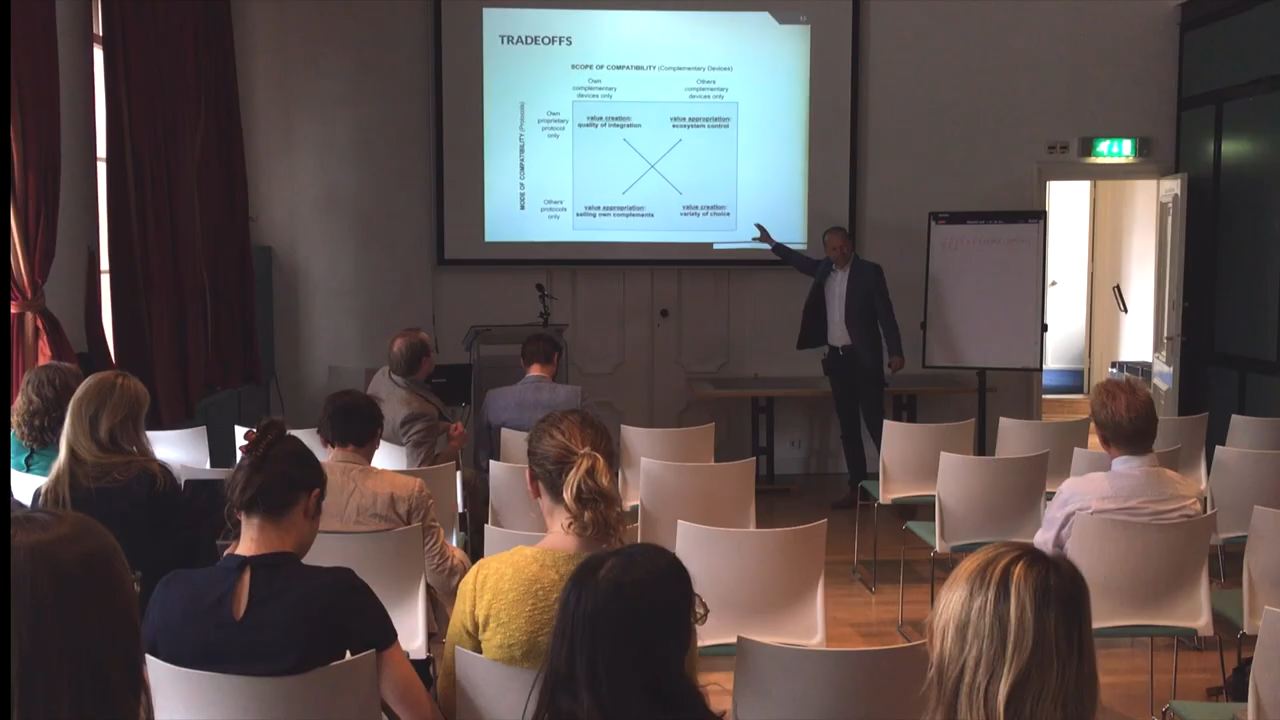 TRADEOFFS
SCOPE OF COMPATIBILITY (Complementary Devices)
Own
complementary
devices only
Others
complementary
devices only
MODE OF COMPATIBILITY (Protocols)
Own
proprietary
protocol
only
value creation:
quality of integration
value appropriation:
ecosystem control
Others'
protocols
only
value appropriation:
selling own complements
value creation:
variety of choice